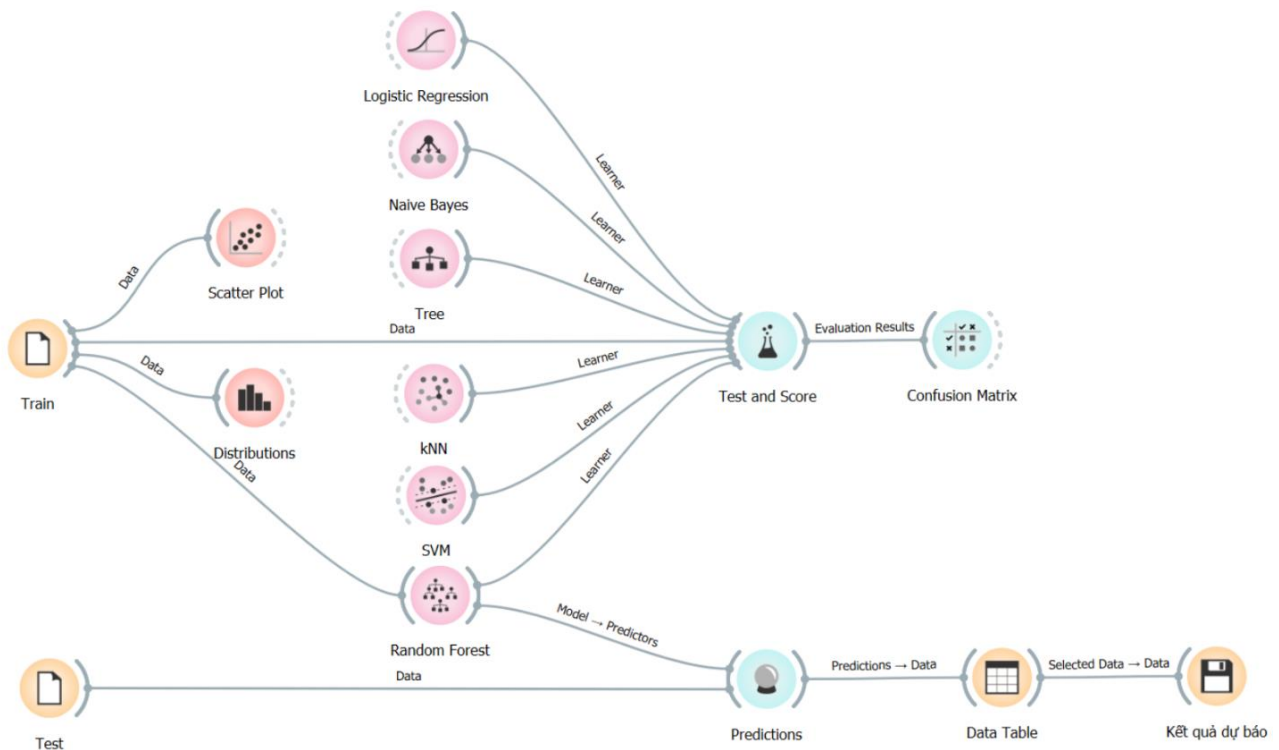 Logistic Regression
Learner
Naive Bayes
Learner
Data
Scatter Plot
Tree
Learner
Data
Train
Data
Distributions
Data
kNN
Learner
SVM
Learner
Learner
Test and Score
Evaluation Results
Confusion Matrix
Random Forest
Model → Predictors
Test
Data
Predictions
Predictions → Data
Data Table
Selected Data → Data
Kết quả dự báo